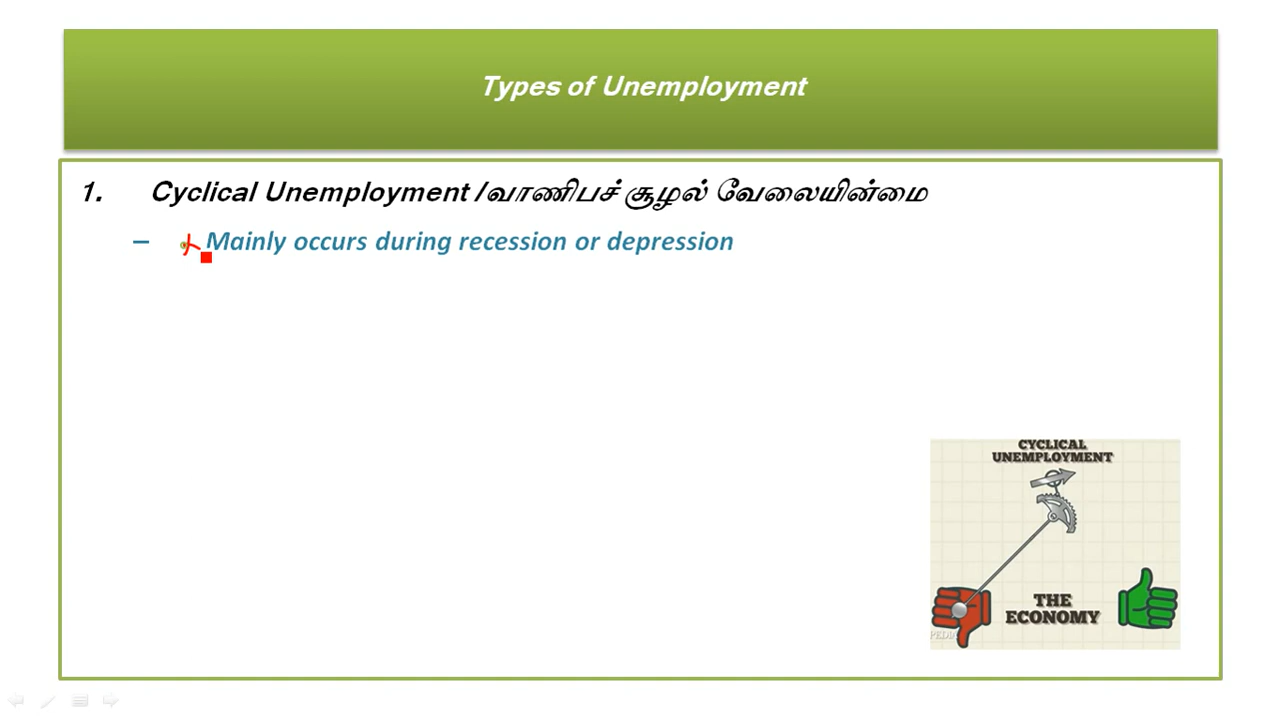 Types of Unemployment
1. Cyclical Unemployment /வாணிபச் சூழல் வேலையின்மை
– Mainly occurs during recession or depression
CYCLICAL
UNEMPLOYMENT
THE
ECONOMY